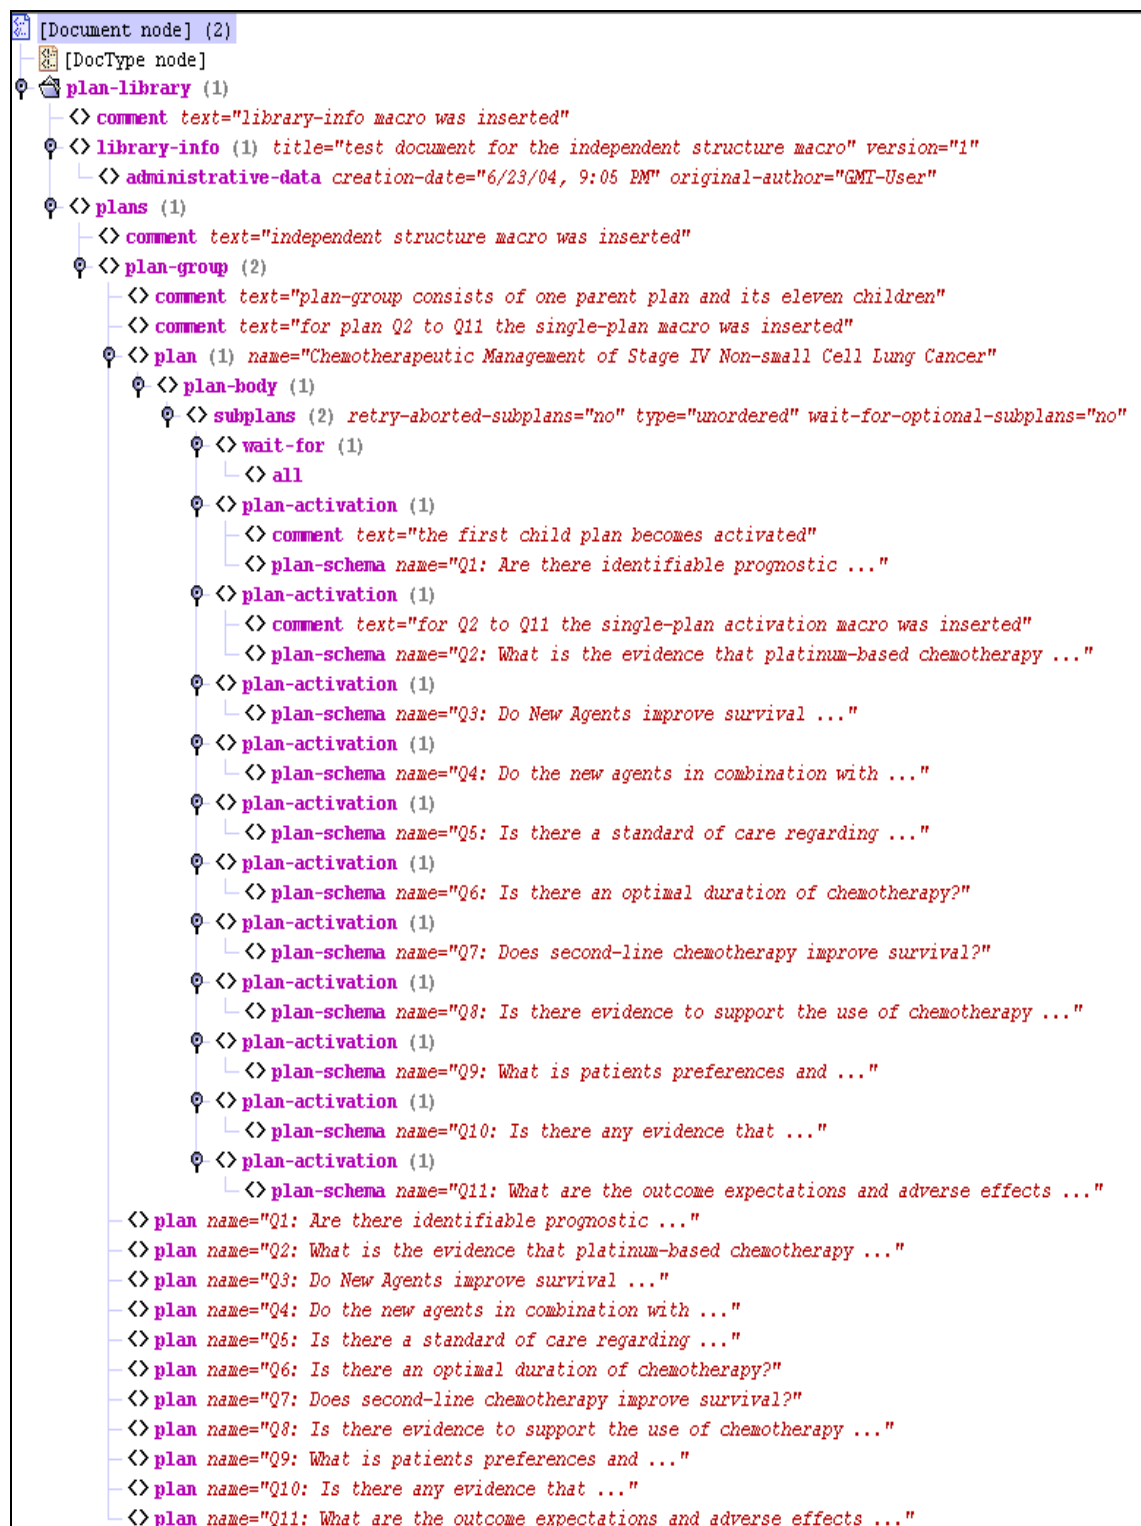 [Document node] (2)
[DocType node]
plan-library (1)
<> comment text="library-info macro was inserted"
<> library-info (1) title="test document for the independent structure macro" version="1"
<> administrative-data creation-date="6/23/04, 9:05 PM" original-author="GMT-User"
<> plans (1)
<> comment text="independent structure macro was inserted"
<> plan-group (2)
<> comment text="plan-group consists of one parent plan and its eleven children"
<> comment text="for plan Q2 to Q11 the single-plan macro was inserted"
<> plan (1) name="Chemotherapeutic Management of Stage IV Non-small Cell Lung Cancer"
<> plan-body (1)
<> subplans (2) retry-aborted-subplans="no" type="unordered" wait-for-optional-subplans="no"
<> wait-for (1)
<> all
<> plan-activation (1)
<> comment text="the first child plan becomes activated"
<> plan-schema name="Q1: Are there identifiable prognostic ..."
<> plan-activation (1)
<> comment text="for Q2 to Q11 the single-plan activation macro was inserted"
<> plan-schema name="Q2: What is the evidence that platinum-based chemotherapy ..."
<> plan-activation (1)
<> plan-schema name="Q3: Do New Agents improve survival ..."
<> plan-activation (1)
<> plan-schema name="Q4: Do the new agents in combination with ..."
<> plan-activation (1)
<> plan-schema name="Q5: Is there a standard of care regarding ..."
<> plan-activation (1)
<> plan-schema name="Q6: Is there an optimal duration of chemotherapy?"
<> plan-activation (1)
<> plan-schema name="Q7: Does second-line chemotherapy improve survival?"
<> plan-activation (1)
<> plan-schema name="Q8: Is there evidence to support the use of chemotherapy ..."
<> plan-activation (1)
<> plan-schema name="Q9: What is patients preferences and ..."
<> plan-activation (1)
<> plan-schema name="Q10: Is there any evidence that ..."
<> plan-activation (1)
<> plan-schema name="Q11: What are the outcome expectations and adverse effects ..."
<> plan name="Q1: Are there identifiable prognostic ..."
<> plan name="Q2: What is the evidence that platinum-based chemotherapy ..."
<> plan name="Q3: Do New Agents improve survival ..."
<> plan name="Q4: Do the new agents in combination with ..."
<> plan name="Q5: Is there a standard of care regarding ..."
<> plan name="Q6: Is there an optimal duration of chemotherapy?"
<> plan name="Q7: Does second-line chemotherapy improve survival?"
<> plan name="Q8: Is there evidence to support the use of chemotherapy ..."
<> plan name="Q9: What is patients preferences and ..."
<> plan name="Q10: Is there any evidence that ..."
<> plan name="Q11: What are the outcome expectations and adverse effects ..."